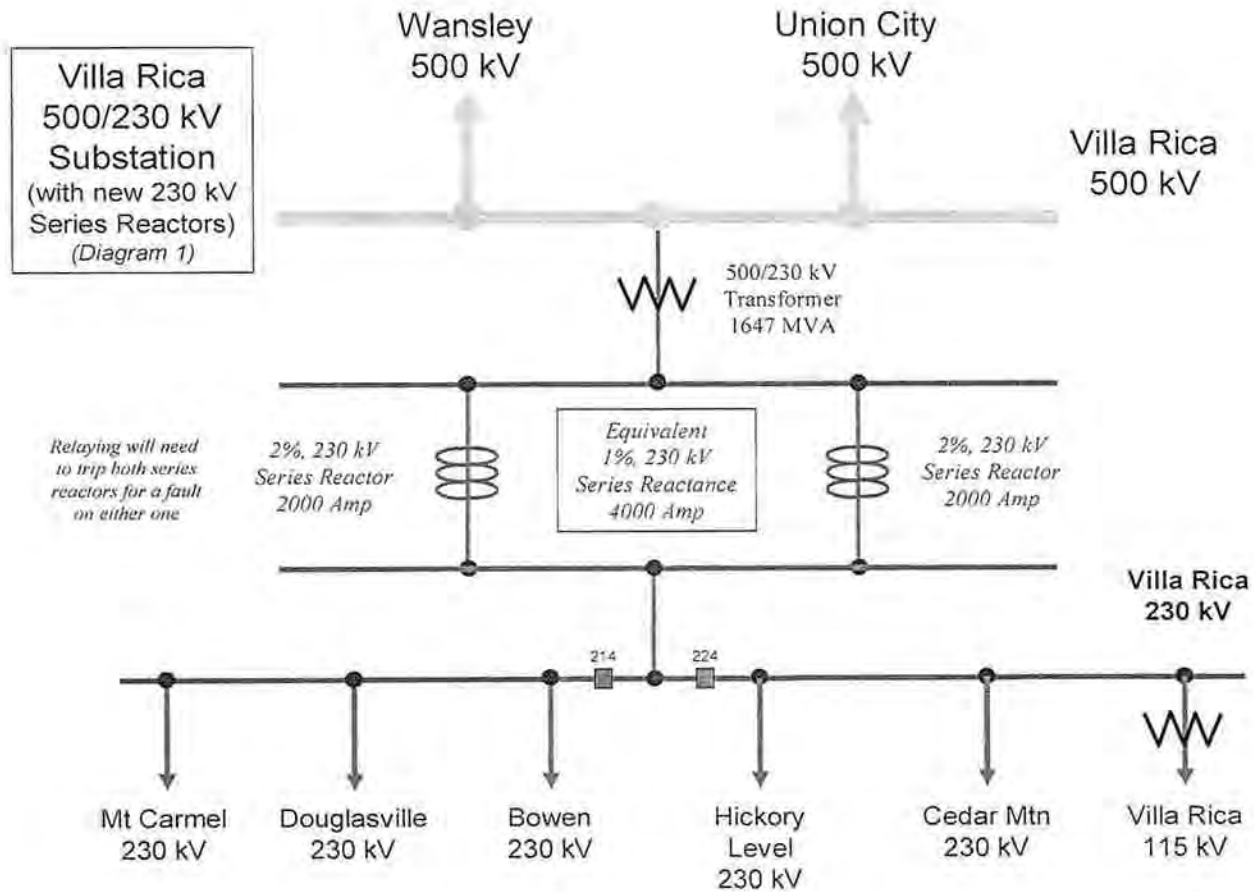 Villa Rica
500/230 kV
Substation
(with new 230 kV
Series Reactors)
(Diagram 1)
Wansley
500 kV
Union City
500 kV
Villa Rica
500 kV
500/230 kV
Transformer
1647 MVA
Relaying will need
to trip both series
reactors for a fault
on either one
2%, 230 kV
Series Reactor
2000 Amp
Equivalent
1%, 230 kV
Series Reactance
4000 Amp
2%, 230 kV
Series Reactor
2000 Amp
Villa Rica
230 kV
214
224
Mt Carmel
230 kV
Douglasville
230 kV
Bowen
230 kV
Hickory
Level
230 kV
Cedar Mtn
230 kV
Villa Rica
115 kV